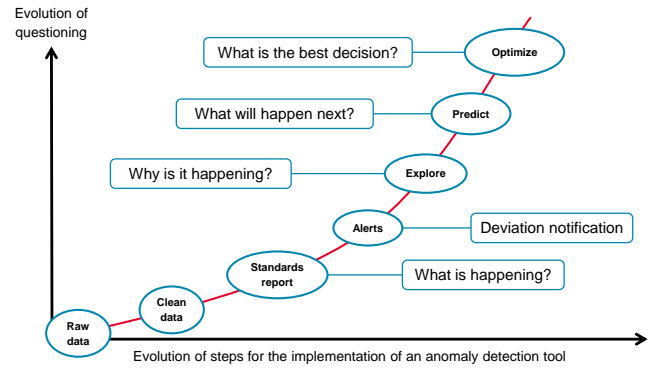 Evolution of
questioning
What is the best decision?
Optimize
What will happen next?
Predict
Why is it happening?
Explore
Alerts
Deviation notification
Standards
report
What is happening?
Clean
data
Raw
data
Evolution of steps for the implementation of an anomaly detection tool